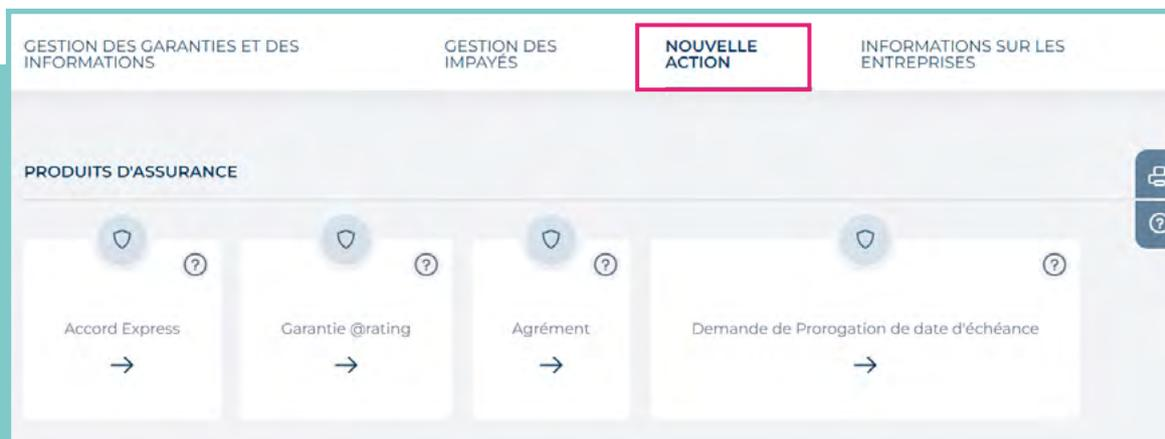 GESTION DES GARANTIES ET DES
INFORMATIONS
GESTION DES
IMPAYÉS
NOUVELLE
ACTION
INFORMATIONS SUR LES
ENTREPRISES
PRODUITS D'ASSURANCE
Accord Express
Garantie @rating
Agrément
Demande de Prorogation de date d'échéance